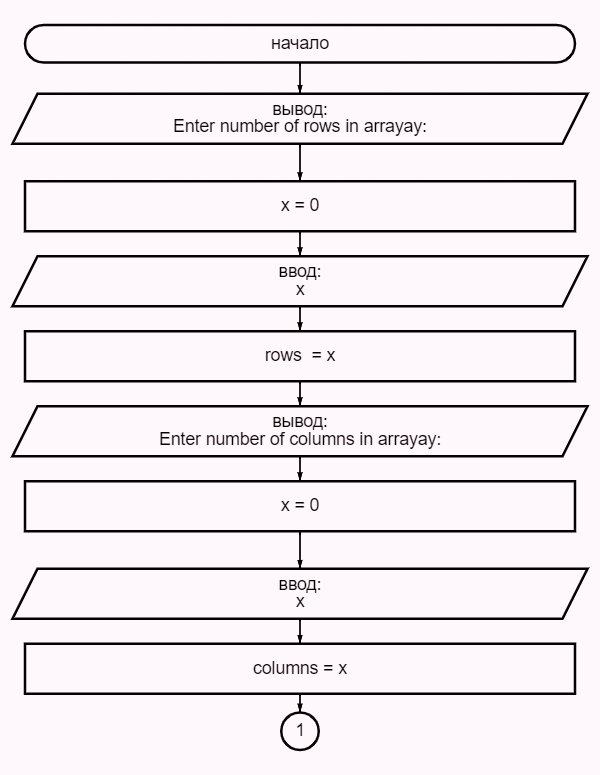 начало
вывод:
Enter number of rows in arrayay:
x = 0
ввод:
x
rows  = x
вывод:
Enter number of columns in arrayay:
x = 0
ввод:
x
columns = x
1